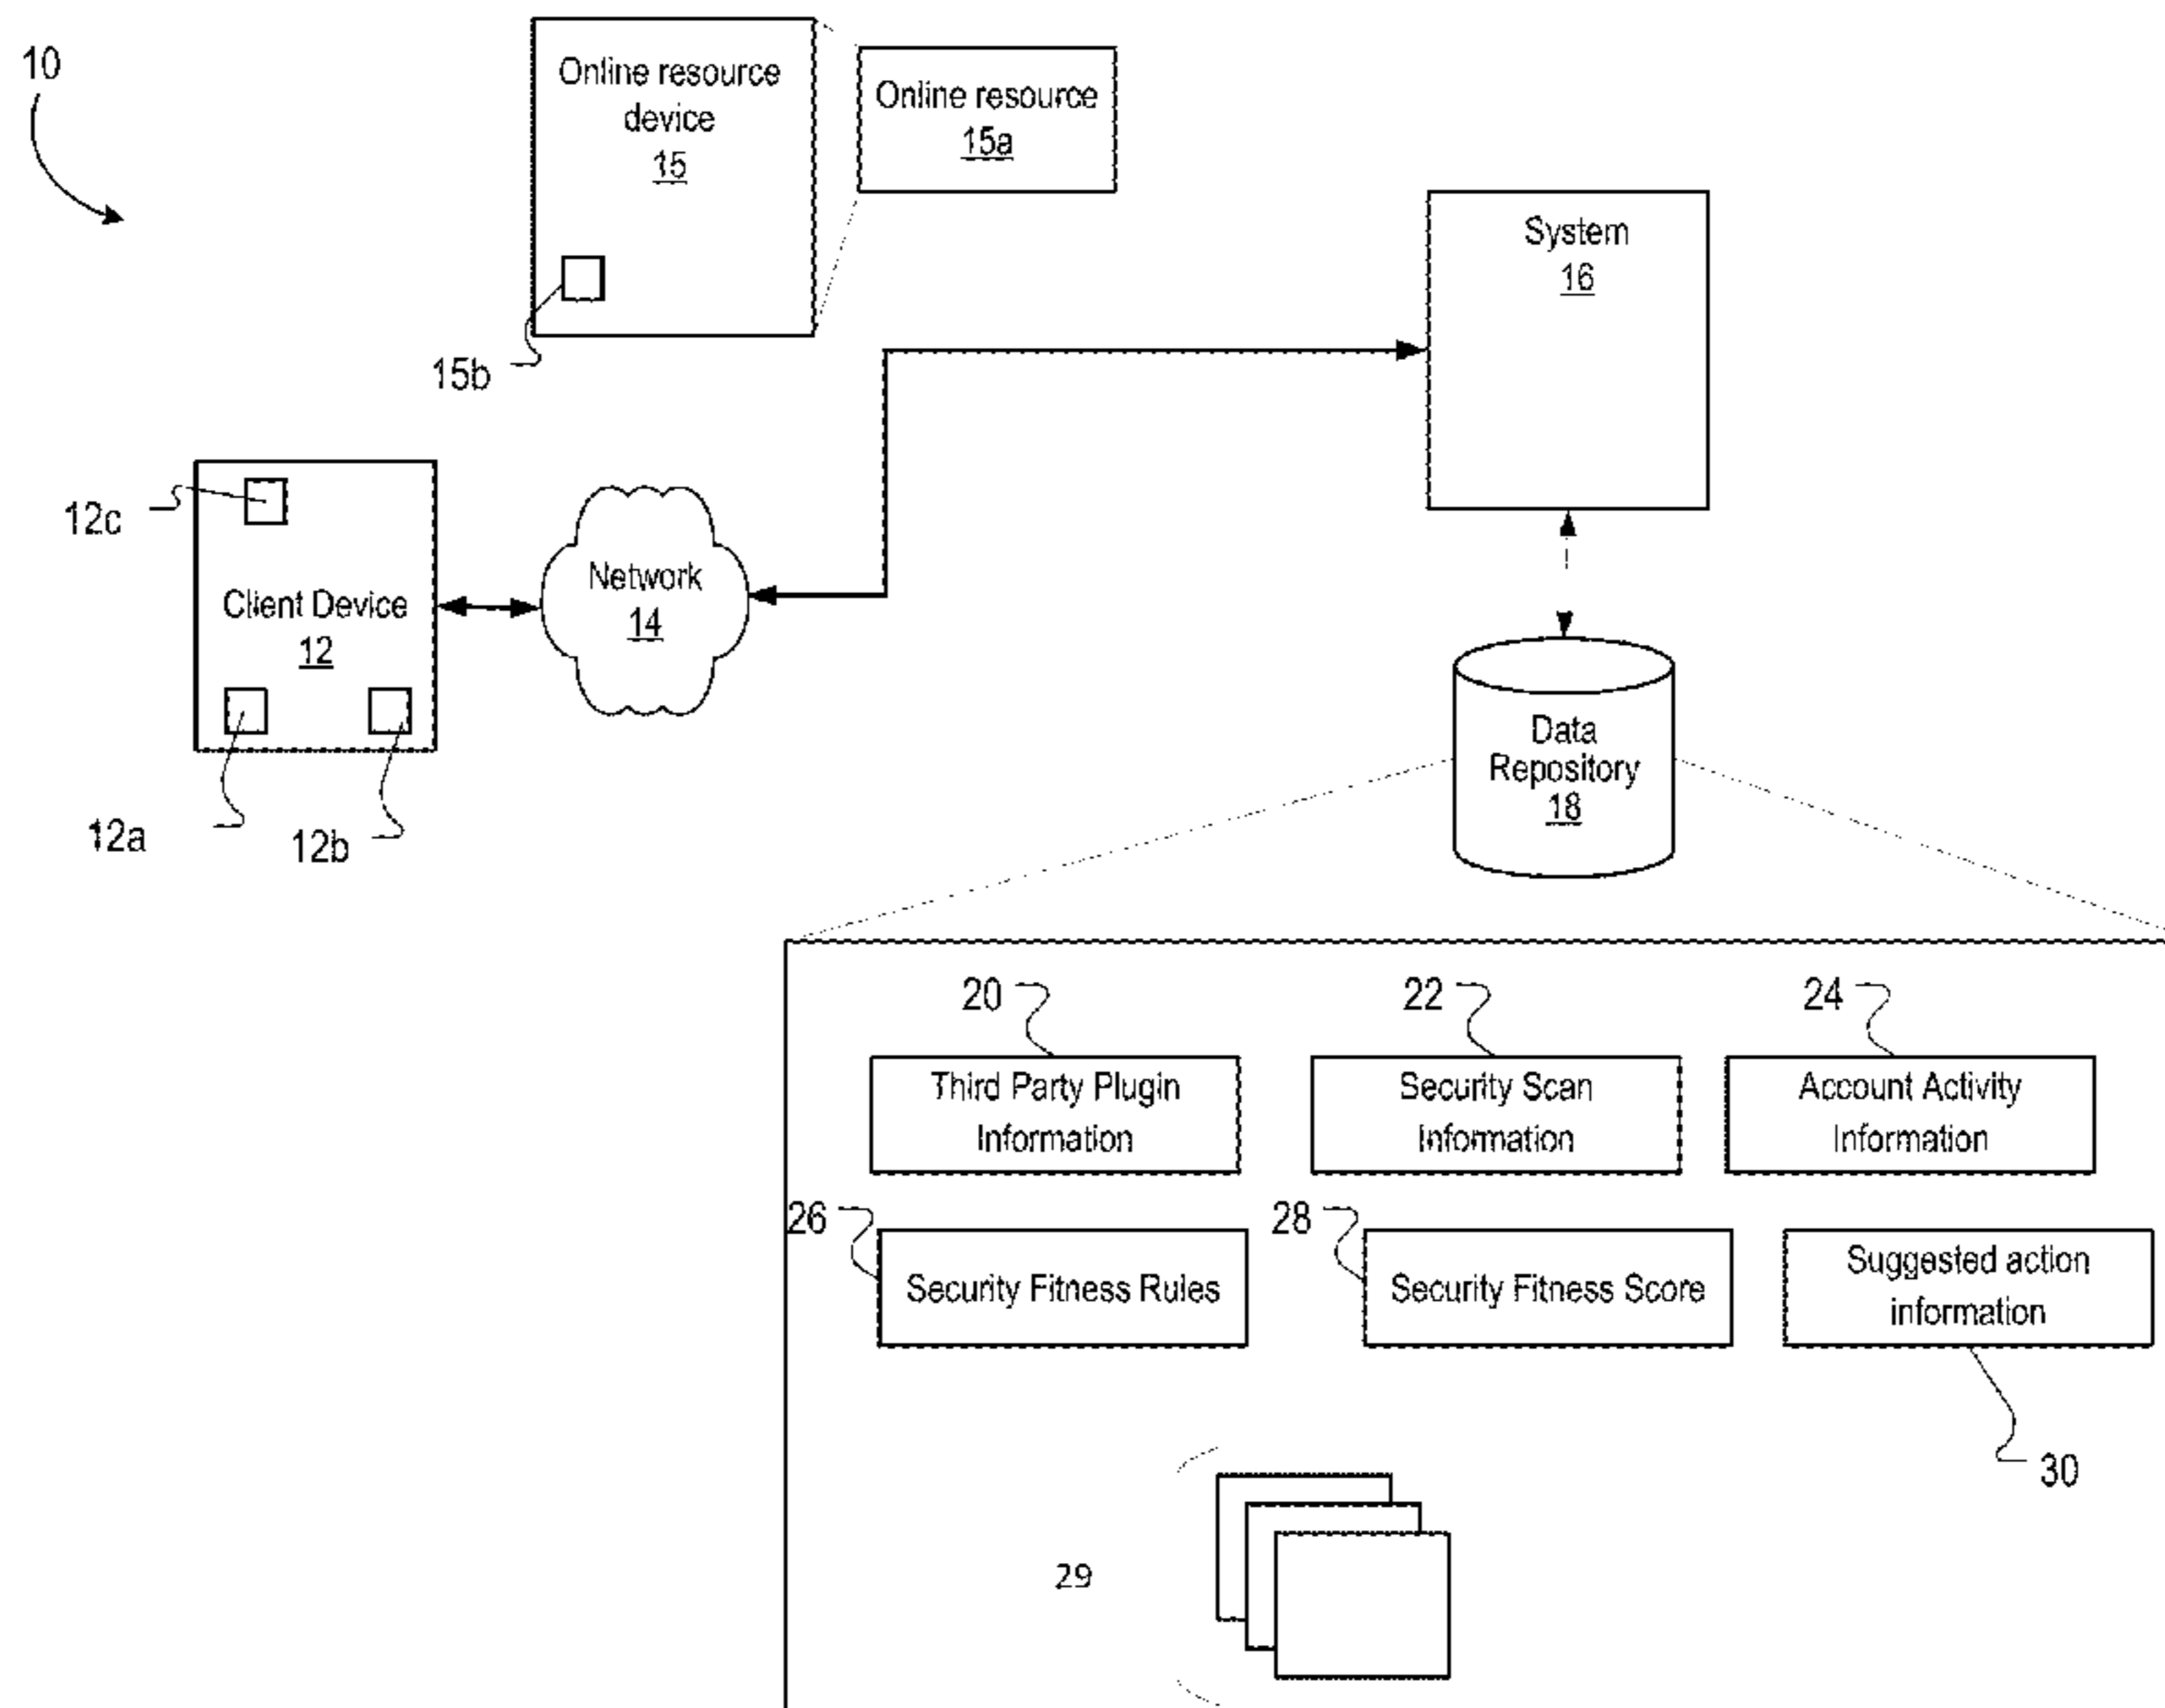 10
Online resource
device
15
Online resource
15a
15b
System
16
12c
Client Device
12
12a
12b
Network
14
Data
Repository
18
20
Third Party Plugin
Information
22
Security Scan
Information
24
Account Activity
Information
26
Security Fitness Rules
28
Security Fitness Score
Suggested action
information
30
29